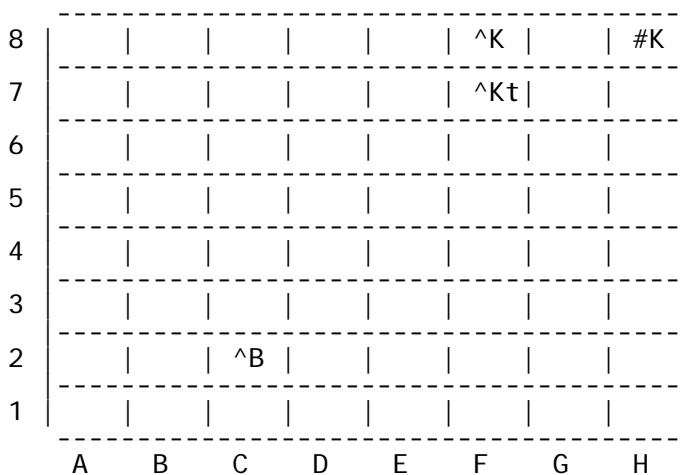 8 | | | | | | ^K | | #K
7 | | | | | | ^Kt| |
6 | | | | | | | |
5 | | | | | | | |
4 | | | | | | | |
3 | | | | | | | |
2 | | | ^B | | | | |
1 | | | | | | | |
A B C D E F G H